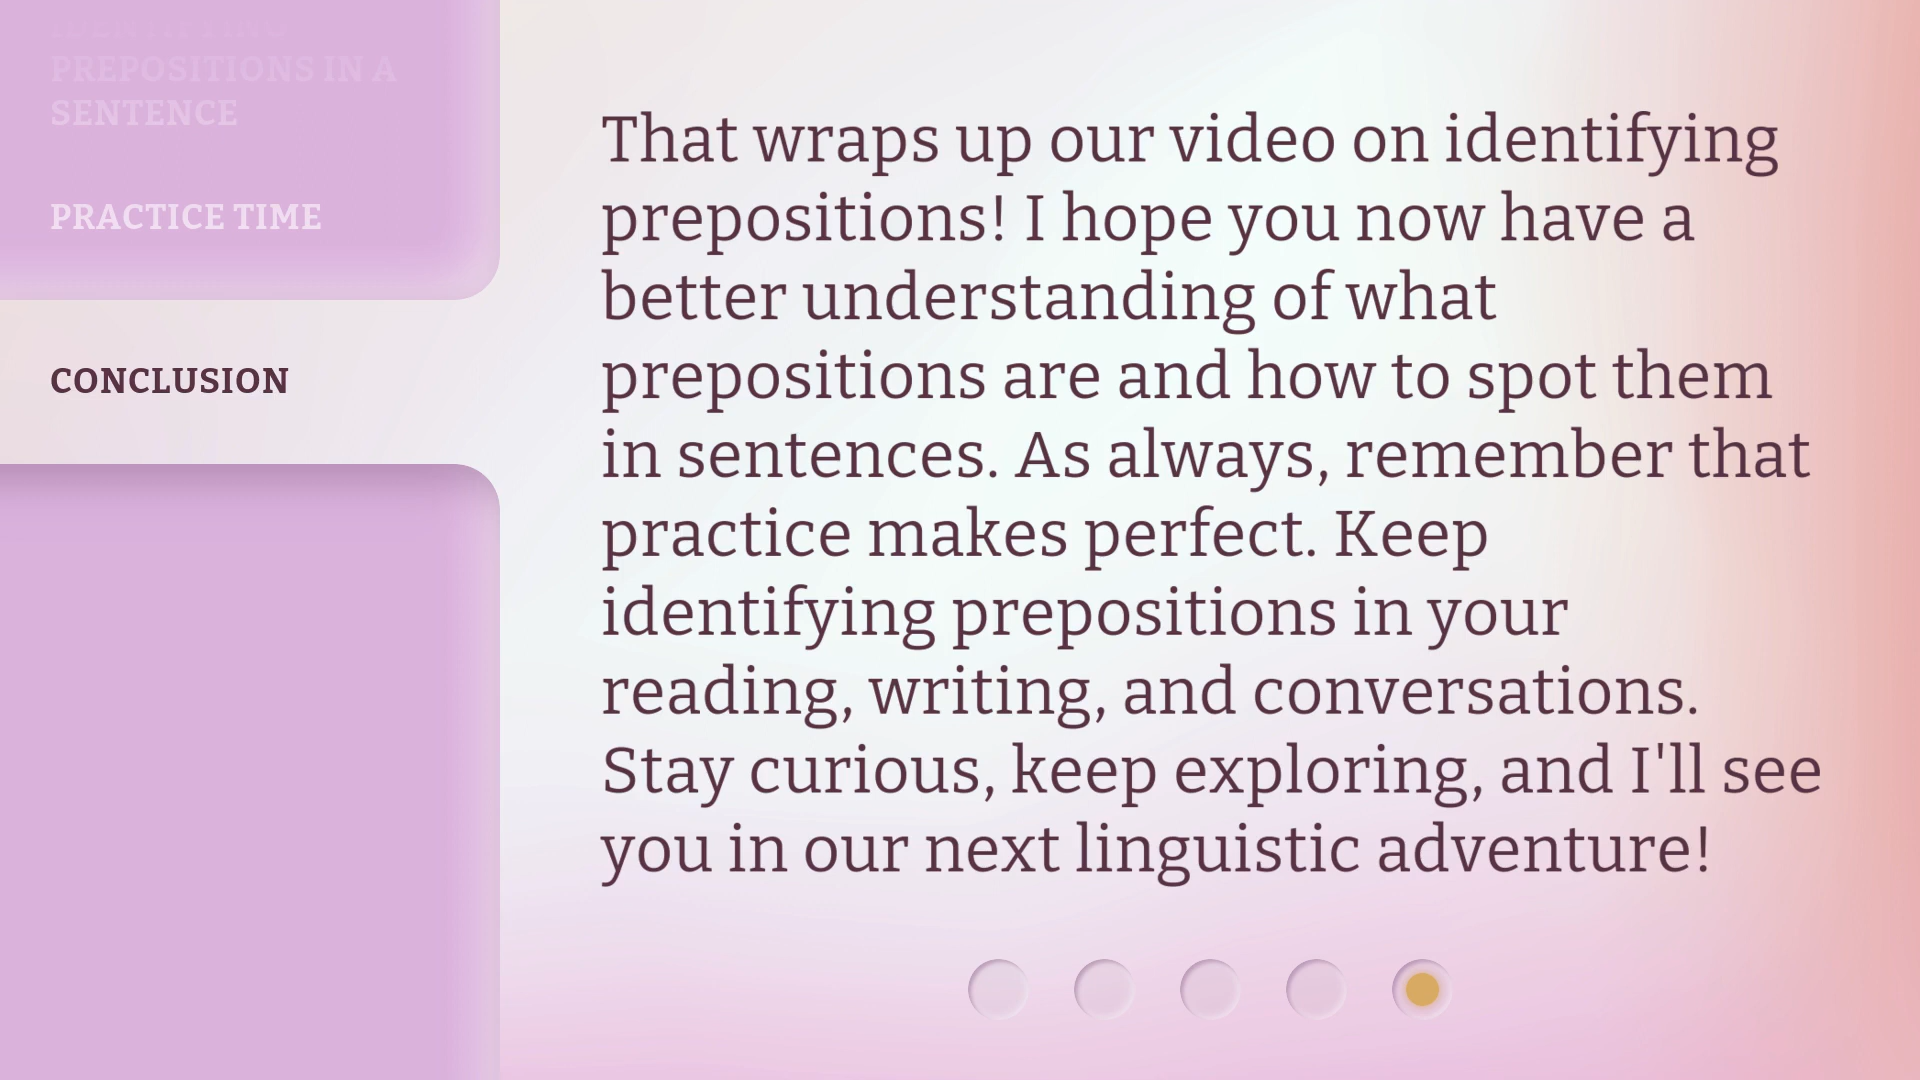 PREPOSITIONS IN A
SENTENCE
PRACTICE TIME
CONCLUSION
That wraps up our video on identifying
prepositions! I hope you now have a
better understanding of what
prepositions are and how to spot them
in sentences. As always, remember that
practice makes perfect. Keep
identifying prepositions in your
reading, writing, and conversations.
Stay curious, keep exploring, and I'll see
you in our next linguistic adventure!